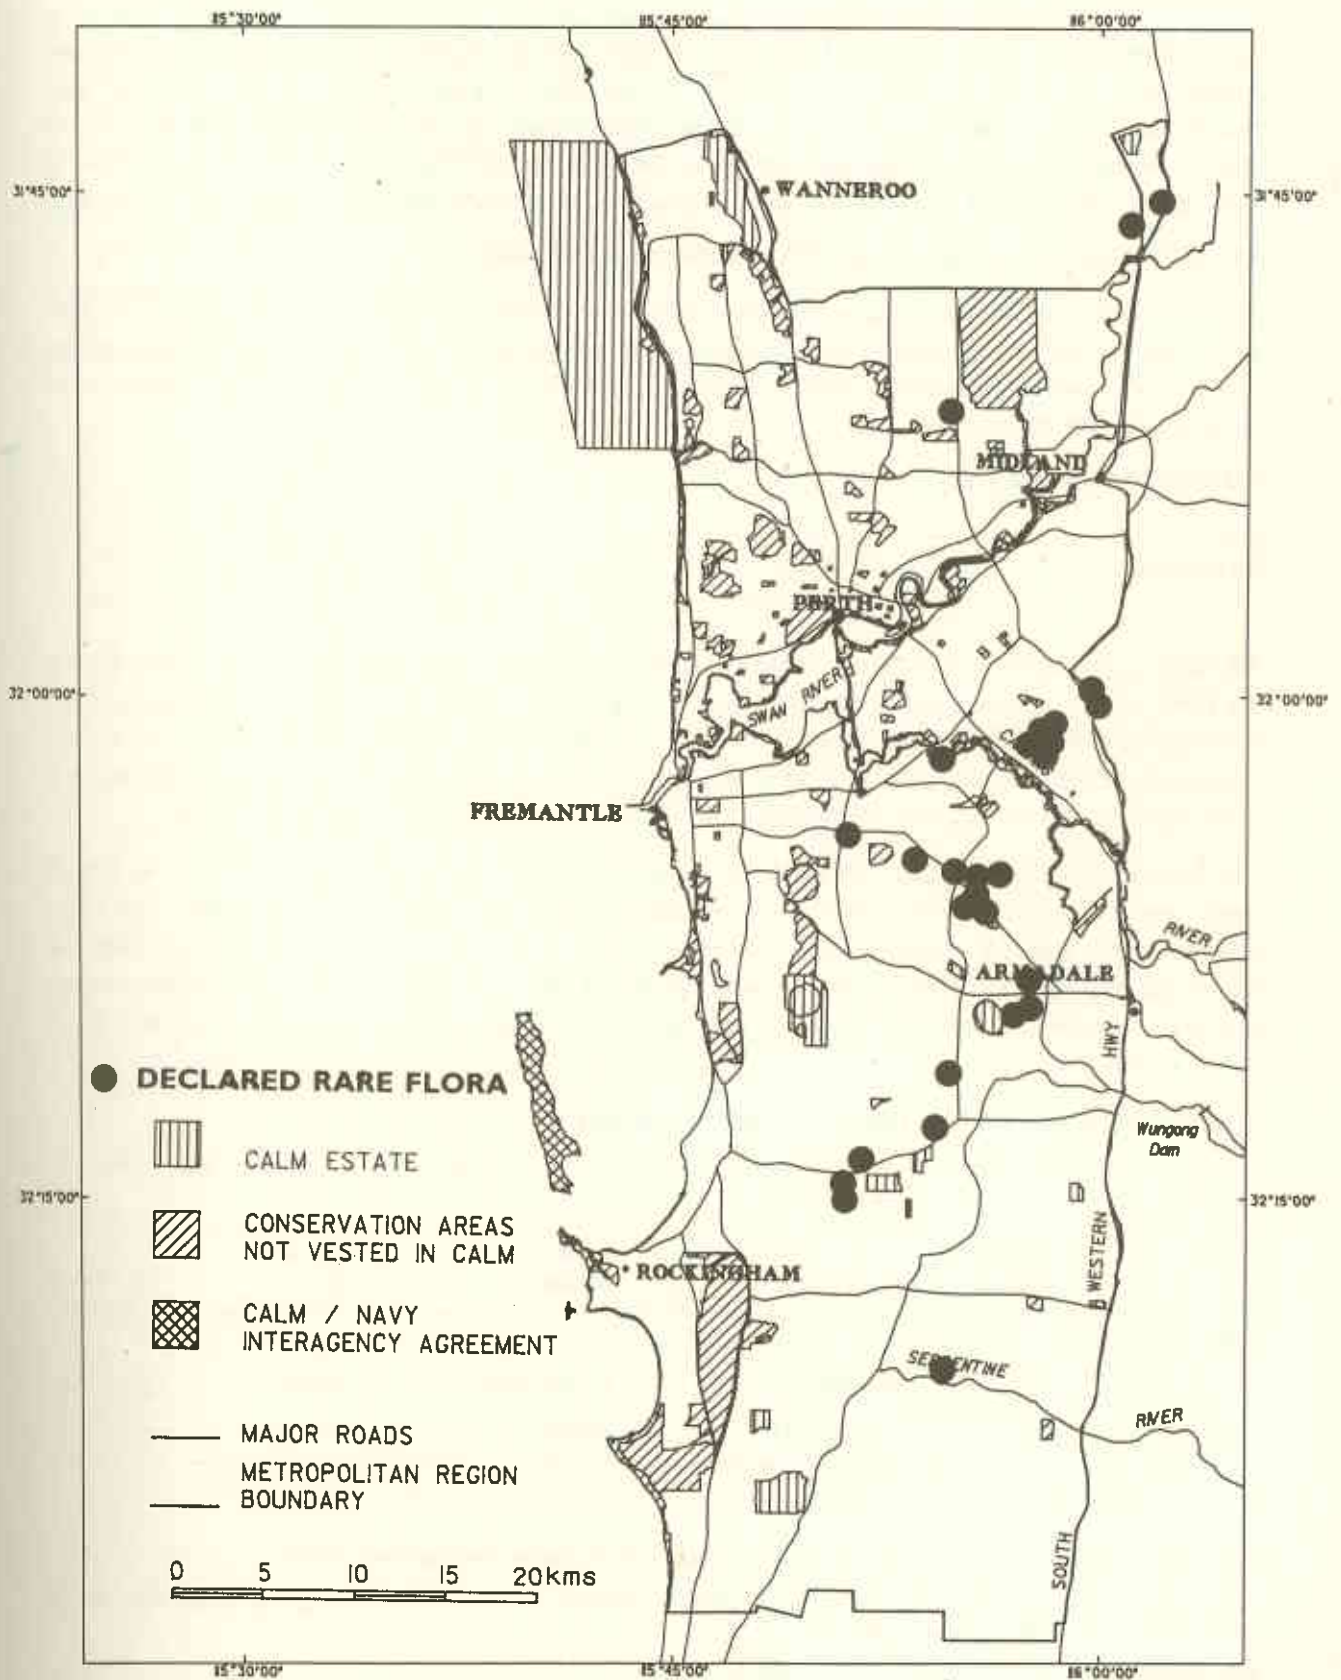 85°30'00"
85°45'00"
86°00'00"
31°45'00"
WANNEROO
31°45'00"
MIDLAND
PERTH
32°00'00"
SWAN RIVER
32°00'00"
FREMANTLE
RIVER
ARMADALE
HWY
DECLARED RARE FLORA
Wungong
Dam
CALM ESTATE
32°15'00"
32°15'00"
CONSERVATION AREAS
NOT VESTED IN CALM
WESTERN
ROCKINGHAM
CALM / NAVY
INTERAGENCY AGREEMENT
SERPENTINE
RIVER
MAJOR ROADS
METROPOLITAN REGION
BOUNDARY
SOUTH
0 5 10 15 20kms
85°30'00"
85°45'00"
86°00'00"